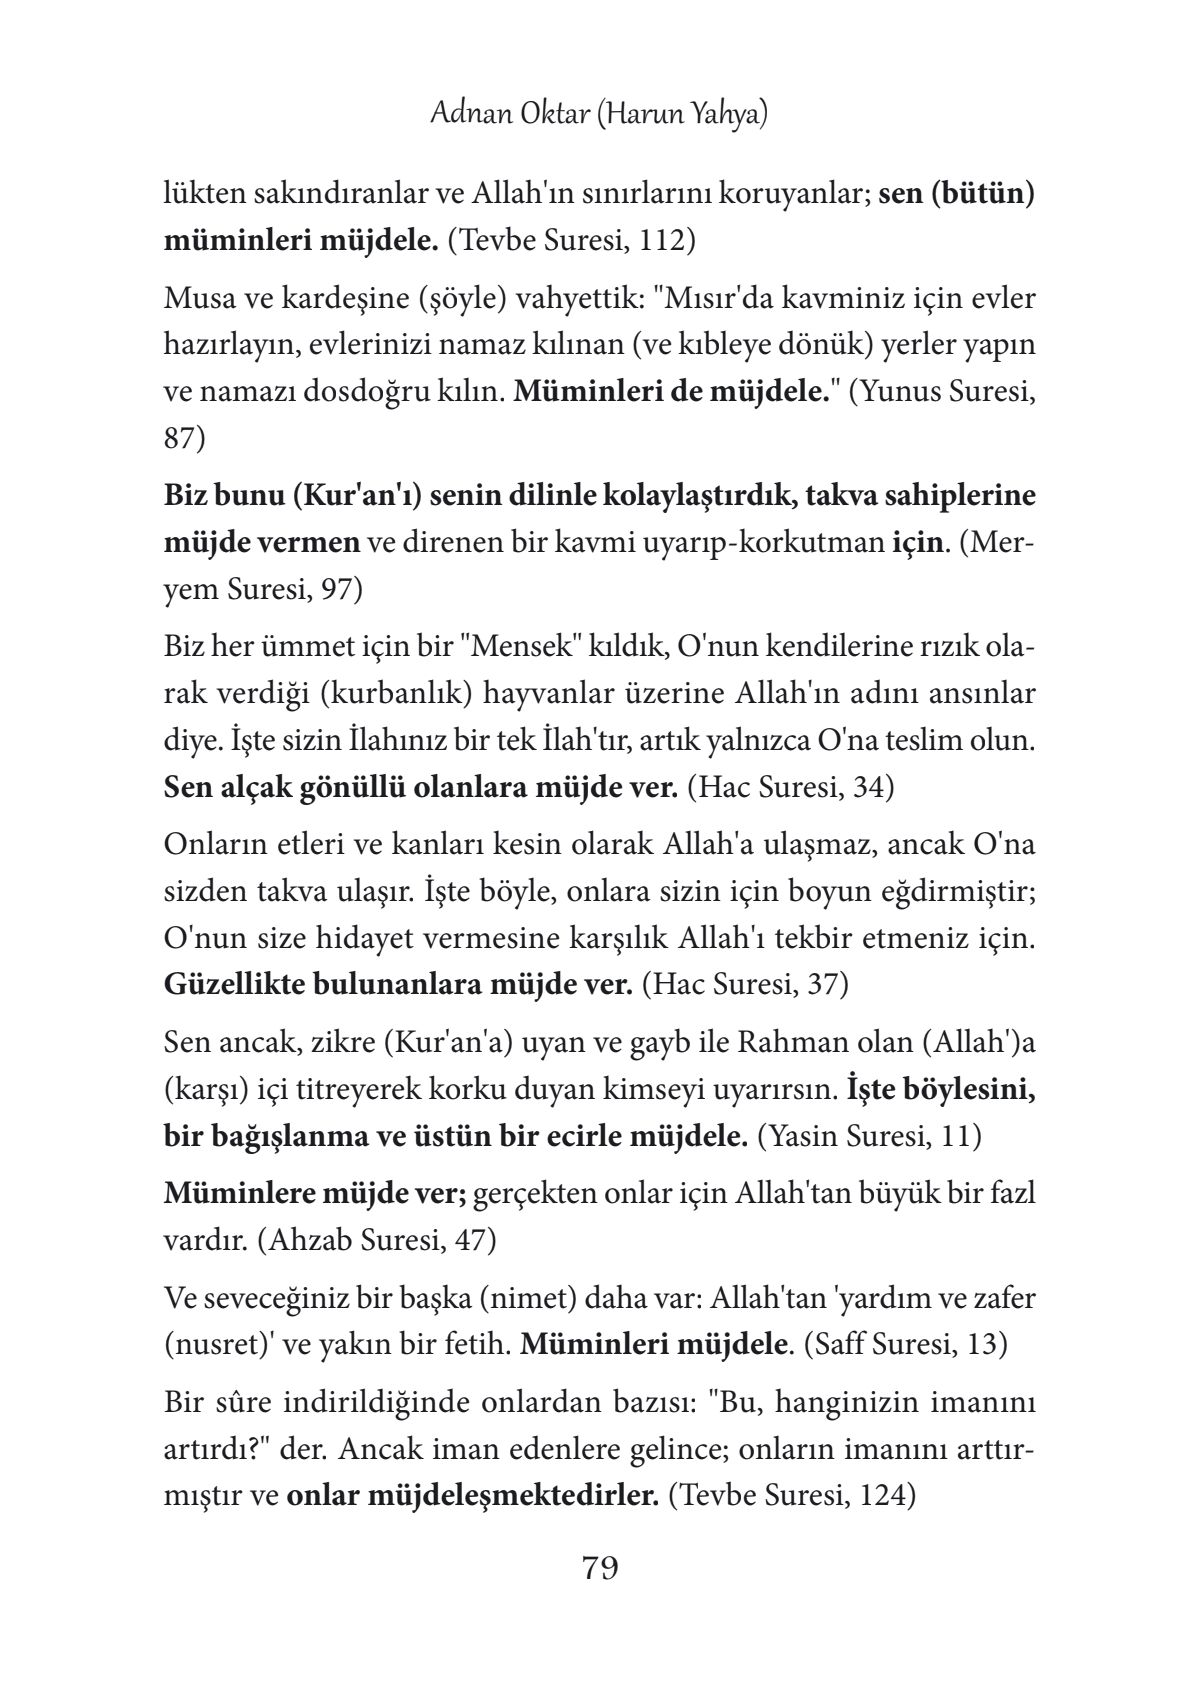 Adnan Oktar (Harun Yahya)
lükten sakındıranlar ve Allah'ın sınırlarını koruyanlar; sen (bütün)
müminleri müjdele. (Tevbe Suresi, 112)
Musa ve kardeşine (şöyle) vahyettik: "Mısır'da kavminiz için evler
hazırlayın, evlerinizi namaz kılınan (ve kıbleye dönük) yerler yapın
ve namazı dosdoğru kılın. Müminleri de müjdele." (Yunus Suresi,
87)
Biz bunu (Kur'an'ı) senin dilinle kolaylaştırdık, takva sahiplerine
müjde vermen ve direnen bir kavmi uyarıp-korkutman için. (Mer-
yem Suresi, 97)
Biz her ümmet için bir "Mensek" kıldık, O'nun kendilerine rızık ola-
rak verdiği (kurbanlık) hayvanlar üzerine Allah'ın adını ansınlar
diye. İşte sizin İlahınız bir tek İlah'tır, artık yalnızca O'na teslim olun.
Sen alçak gönüllü olanlara müjde ver. (Hac Suresi, 34)
Onların etleri ve kanları kesin olarak Allah'a ulaşmaz, ancak O'na
sizden takva ulaşır. İşte böyle, onlara sizin için boyun eğdirmiştir;
O'nun size hidayet vermesine karşılık Allah'ı tekbir etmeniz için.
Güzellikte bulunanlara müjde ver. (Hac Suresi, 37)
Sen ancak, zikre (Kur'an'a) uyan ve gayb ile Rahman olan (Allah')a
(karşı) içi titreyerek korku duyan kimseyi uyarırsın. İşte böylesini,
bir bağışlanma ve üstün bir ecirle müjdele. (Yasin Suresi, 11)
Müminlere müjde ver; gerçekten onlar için Allah'tan büyük bir fazl
vardır. (Ahzab Suresi, 47)
Ve seveceğiniz bir başka (nimet) daha var: Allah'tan 'yardım ve zafer
(nusret)' ve yakın bir fetih. Müminleri müjdele. (Saff Suresi, 13)
Bir sûre indirildiğinde onlardan bazısı: "Bu, hanginizin imanını
artırdı?" der. Ancak iman edenlere gelince; onların imanını arttır-
mıştır ve onlar müjdeleşmektedirler. (Tevbe Suresi, 124)
79